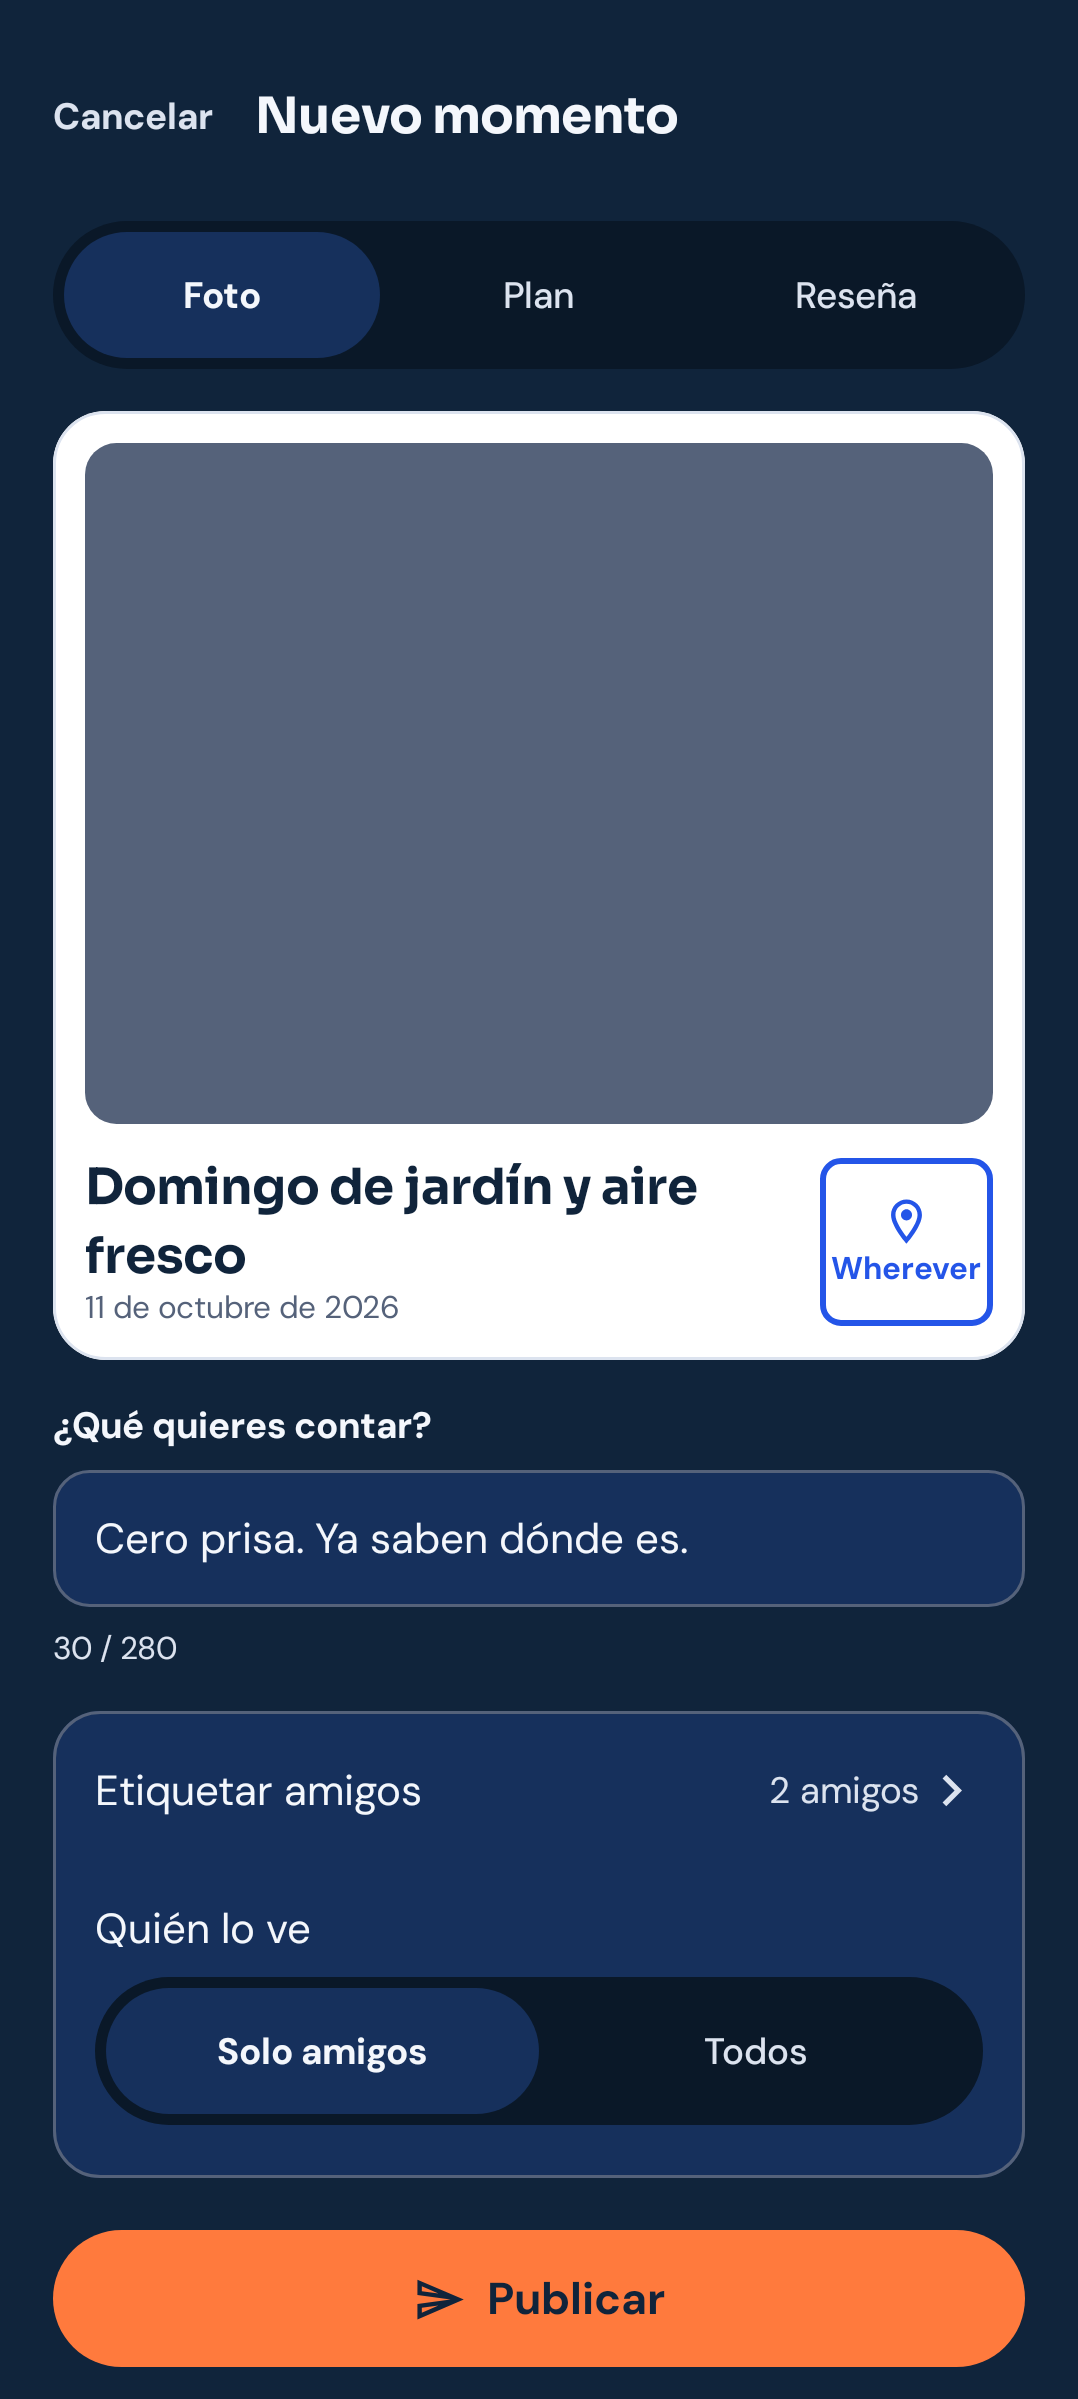 Cancelar
Nuevo momento
Foto
Plan
Reseña
Domingo de jardín y aire
fresco
11 de octubre de 2026
Wherever
¿Qué quieres contar?
Cero prisa. Ya saben dónde es.
30 / 280
Etiquetar amigos
2 amigos
Quién lo ve
Solo amigos
Todos
Publicar